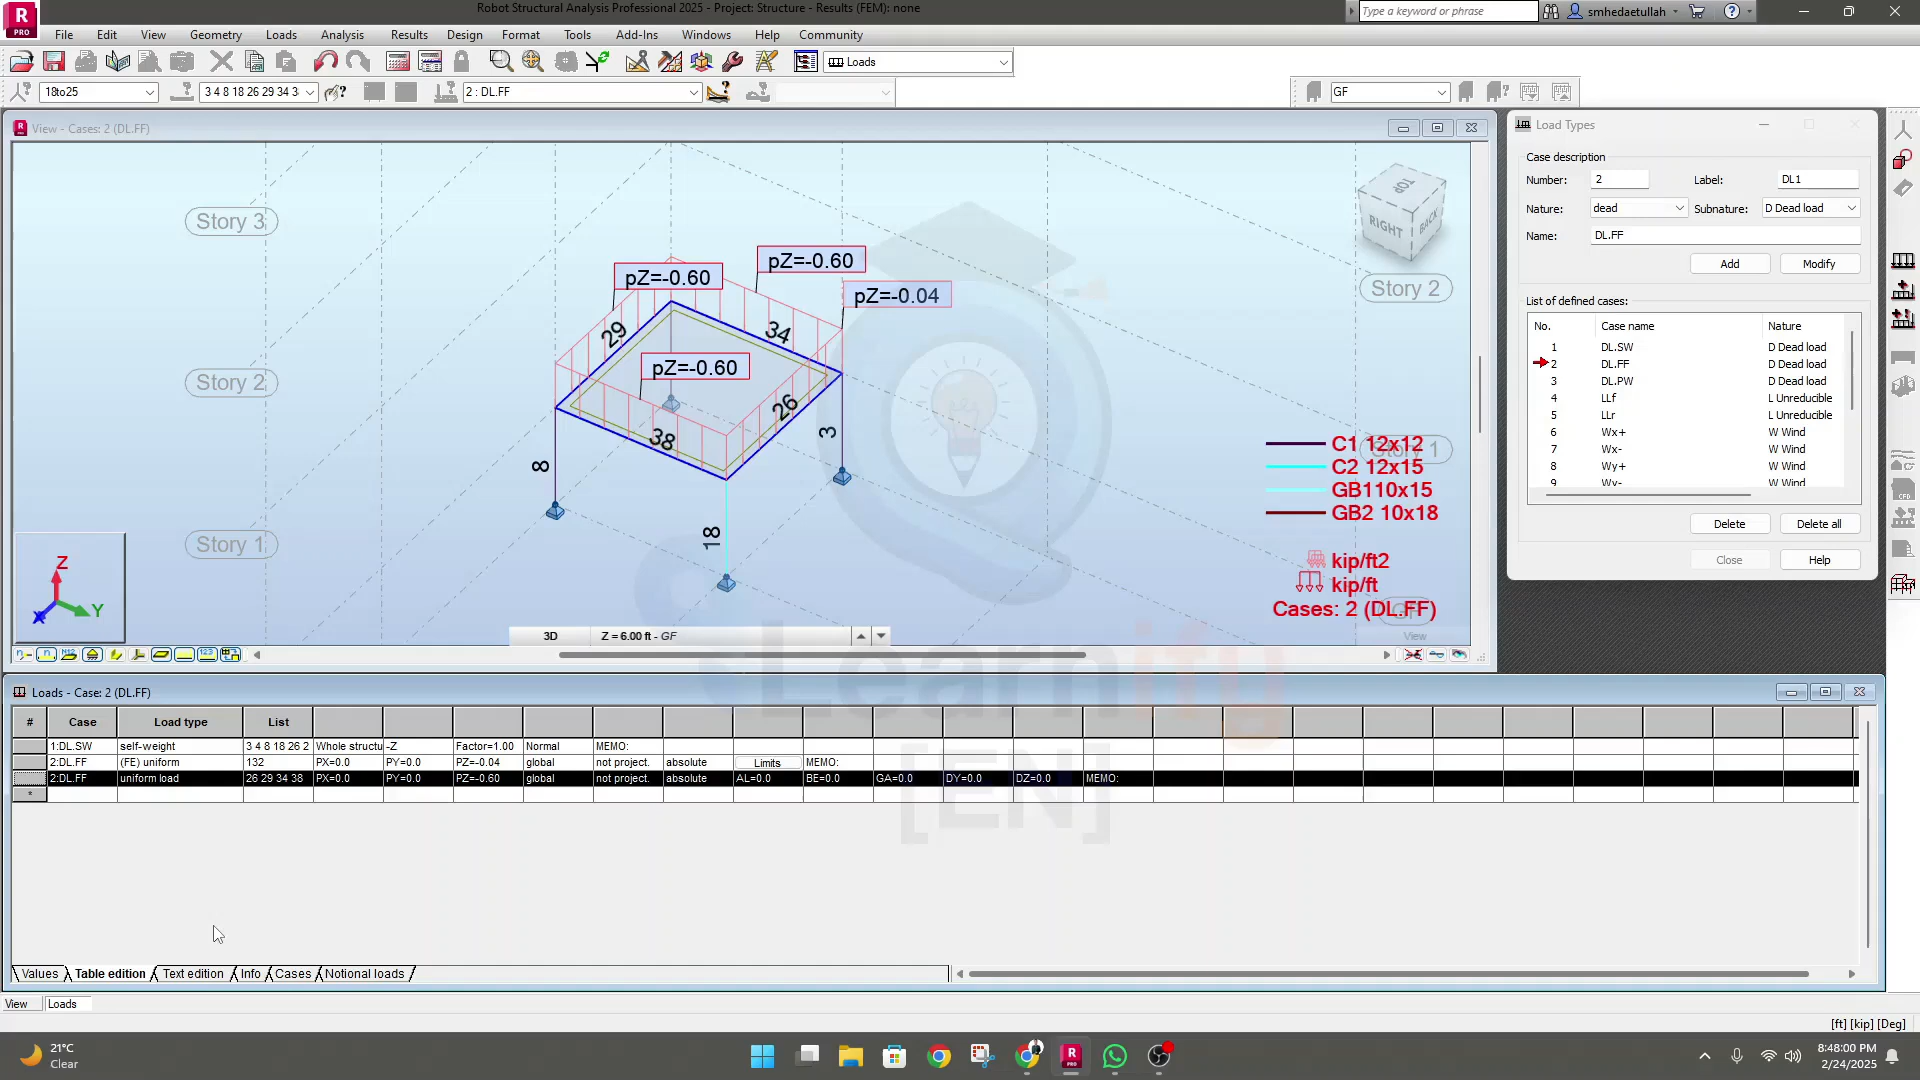 Robot Structural Analysis Professional 2025 - Project: Structure - Results (FEM): none
Type a keyword or phrase
smhedaetullah
R
PRO
File Edit View Geometry Loads Analysis Results Design Format Tools Add-Ins Windows Help Community
Loads
18to25
3 4 8 18 26 29 34 3
2 : DL.FF
GF
View - Cases: 2 (DL.FF)
Story 3
Story 2
Story 1
Story 2
Story 1
pZ=-0.60
pZ=-0.60
pZ=-0.04
pZ=-0.60
29
34
26
38
3
8
18
TOP
RIGHT
BACK
C1 12x12
C2 12x15
GB110x15
GB2 10x18
kip/ft2
kip/ft
Cases: 2 (DL.FF)
View
Z
Y
X
3D
Z = 6.00 ft - GF
Load Types
Case description
Number: 2 Label: DL1
Nature: dead Subnature: D Dead load
Name: DL.FF
Add Modify
List of defined cases:
No. Case name Nature
1 DL.SW D Dead load
2 DL.FF D Dead load
3 DL.PW D Dead load
4 LLf L Unreducible
5 LLr L Unreducible
6 Wx+ W Wind
7 Wx- W Wind
8 Wy+ W Wind
9 Wy- W Wind
Delete Delete all
Close Help
Loads - Case: 2 (DL.FF)
# Case Load type List
1:DL.SW self-weight 3 4 8 18 26 2 Whole structu -Z Factor=1.00 Normal MEMO:
2:DL.FF (FE) uniform 132 PX=0.0 PY=0.0 PZ=-0.04 global not project. absolute Limits MEMO:
2:DL.FF uniform load 26 29 34 38 PX=0.0 PY=0.0 PZ=-0.60 global not project. absolute AL=0.0 BE=0.0 GA=0.0 DY=0.0 DZ=0.0 MEMO:
*
Learnify
[EN]
Values Table edition Text edition Info Cases Notional loads
View Loads
[ft] [kip] [Deg]
21°C
Clear
8:48:00 PM
2/24/2025